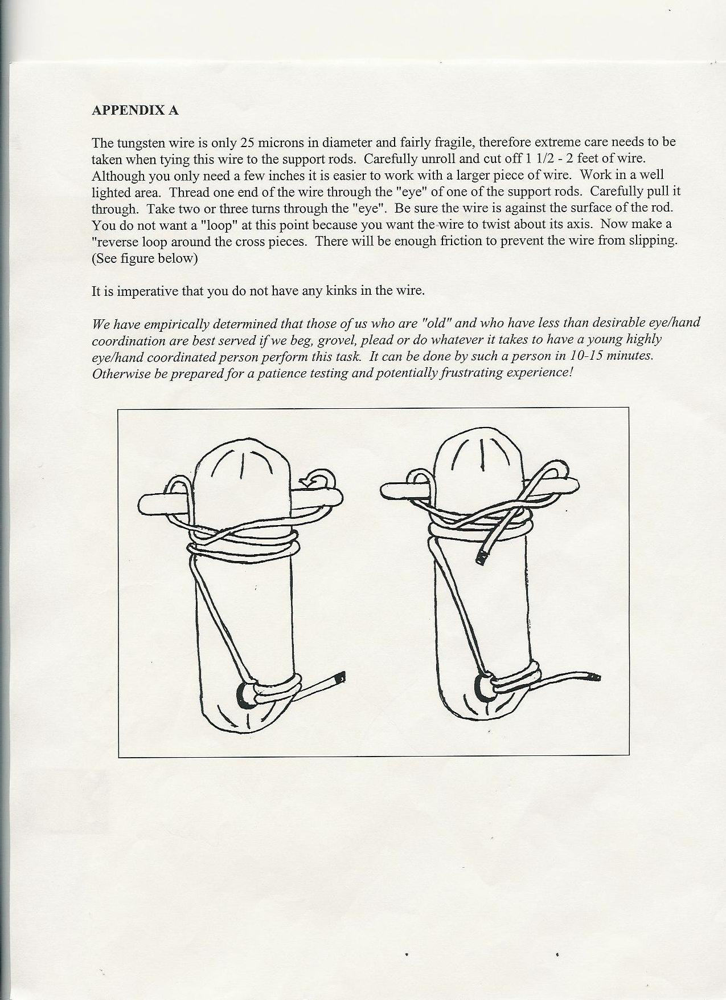 APPENDIX A
The tungsten wire is only 25 microns in diameter and fairly fragile, therefore extreme care needs to be
taken when tying this wire to the support rods.  Carefully unroll and cut off 1 1/2 - 2 feet of wire.
Although you only need a few inches it is easier to work with a larger piece of wire.  Work in a well
lighted area.  Thread one end of the wire through the "eye" of one of the support rods.  Carefully pull it
through.  Take two or three turns through the "eye".  Be sure the wire is against the surface of the rod.
You do not want a "loop" at this point because you want the wire to twist about its axis.  Now make a
"reverse loop around the cross pieces.  There will be enough friction to prevent the wire from slipping.
(See figure below)
It is imperative that you do not have any kinks in the wire.
We have empirically determined that those of us who are "old" and who have less than desirable eye/hand
coordination are best served if we beg, grovel, plead or do whatever it takes to have a young highly
eye/hand coordinated person perform this task.  It can be done by such a person in 10-15 minutes.
Otherwise be prepared for a patience testing and potentially frustrating experience!